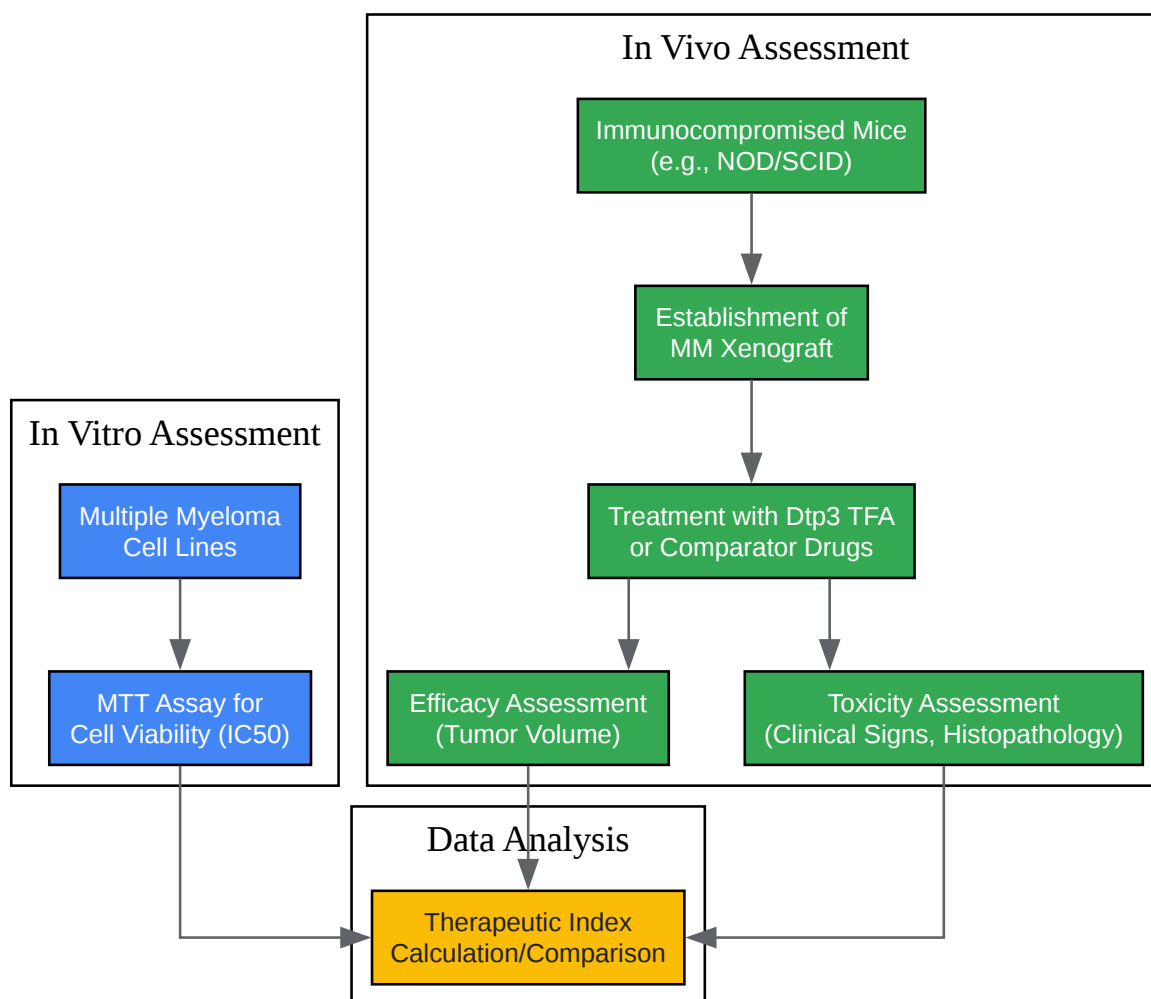 In Vivo Assessment
Immunocompromised Mice
(e.g., NOD/SCID)
Establishment of
MM Xenograft
In Vitro Assessment
Multiple Myeloma
Cell Lines
Treatment with Dtp3 TFA
or Comparator Drugs
MTT Assay for
Cell Viability (IC50)
Efficacy Assessment
(Tumor Volume)
Toxicity Assessment
(Clinical Signs, Histopathology)
Data Analysis
Therapeutic Index
Calculation/Comparison